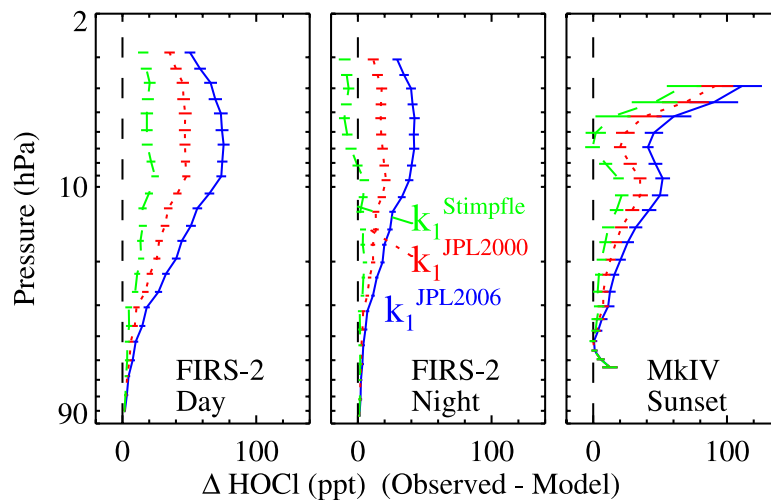 2
10
90
Pressure (hPa)
FIRS-2
Day
FIRS-2
Night
MkIV
Sunset
k₁^Stimpfle
k₁^JPL2000
k₁^JPL2006
0 100
0 100
0 100
Δ HOCl (ppt) (Observed - Model)